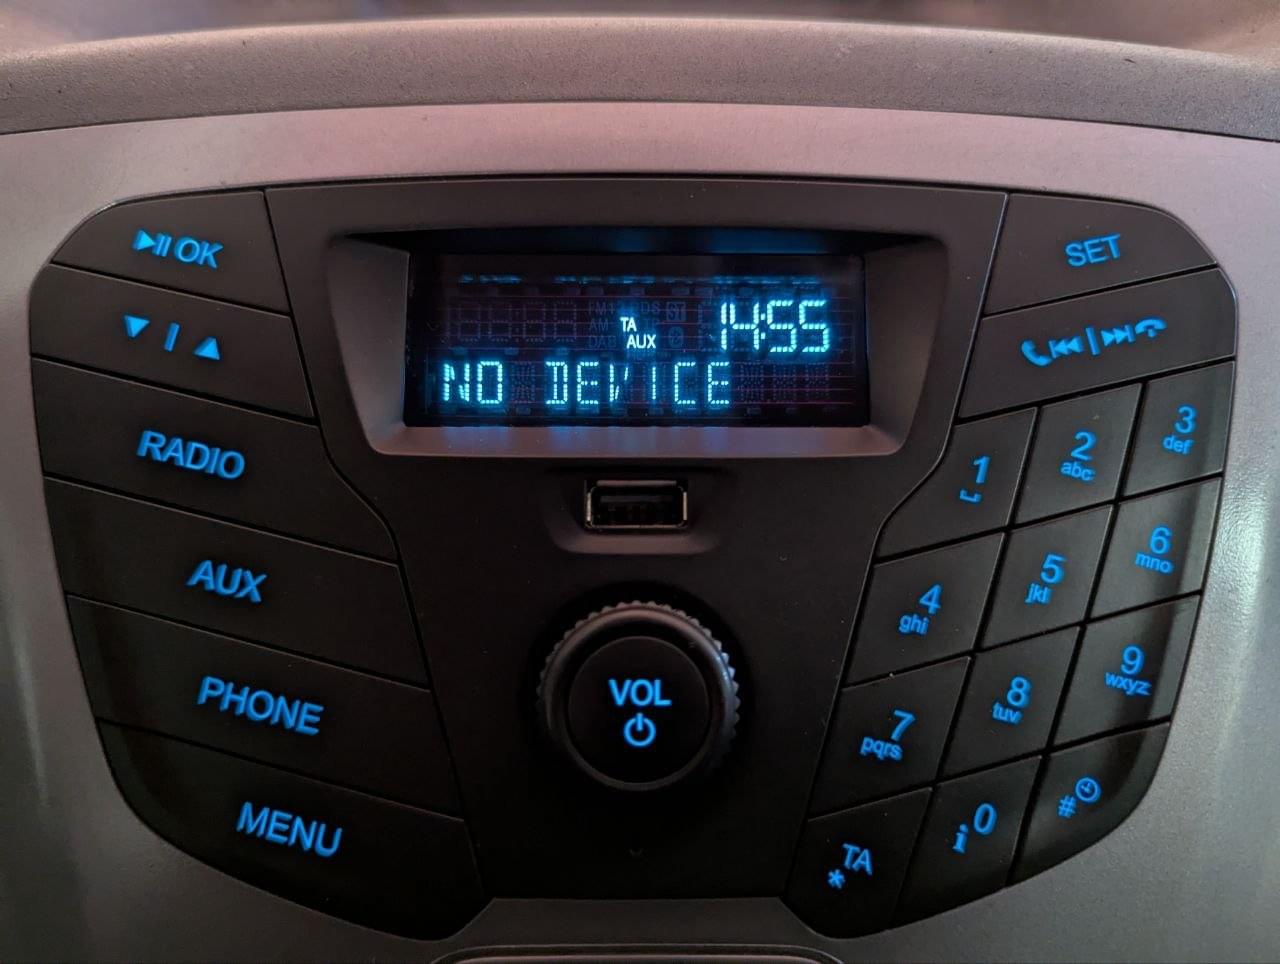 OK
SET
TA
AUX
14:55
NO DEVICE
RADIO
AUX
PHONE
MENU
VOL
1
2
abc
3
def
4
ghi
5
jkl
6
mno
7
pqrs
8
tuv
9
wxyz
* TA
i 0
#